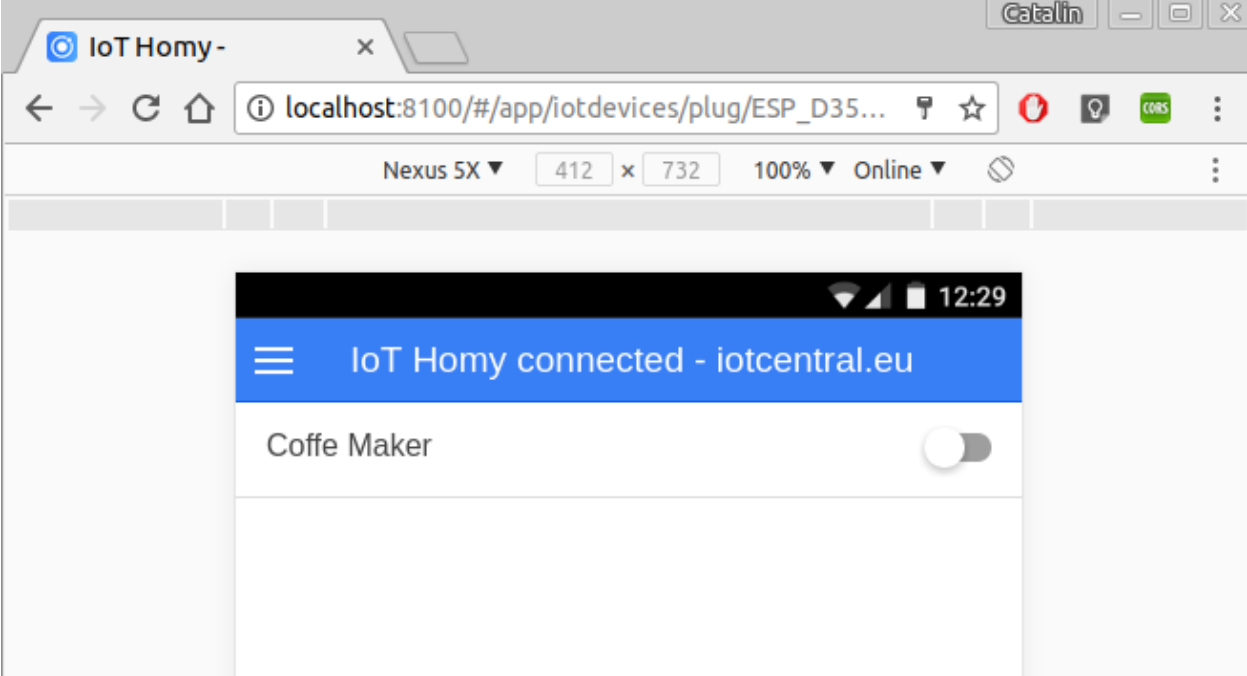 Catalin
IoT Homy -
localhost:8100/#/app/iotdevices/plug/ESP_D35...
CORS
Nexus 5X 412 × 732 100% Online
12:29
IoT Homy connected - iotcentral.eu
Coffe Maker